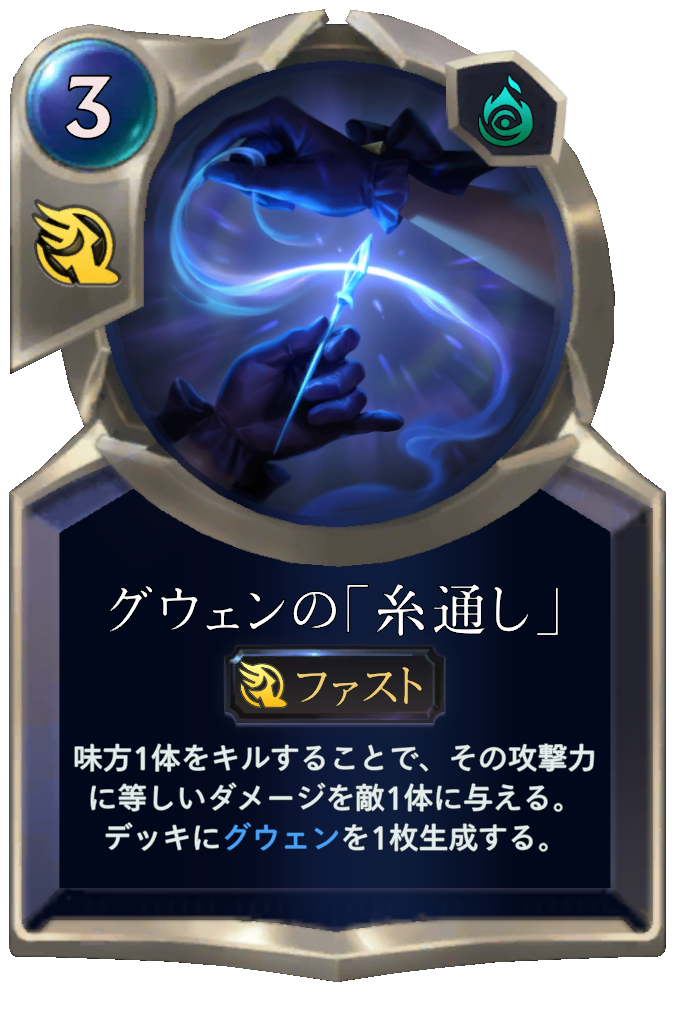 3
グウェンの「糸通し」
ファスト
味方1体をキルすることで、その攻撃力
に等しいダメージを敵1体に与える。
デッキにグウェンを1枚生成する。